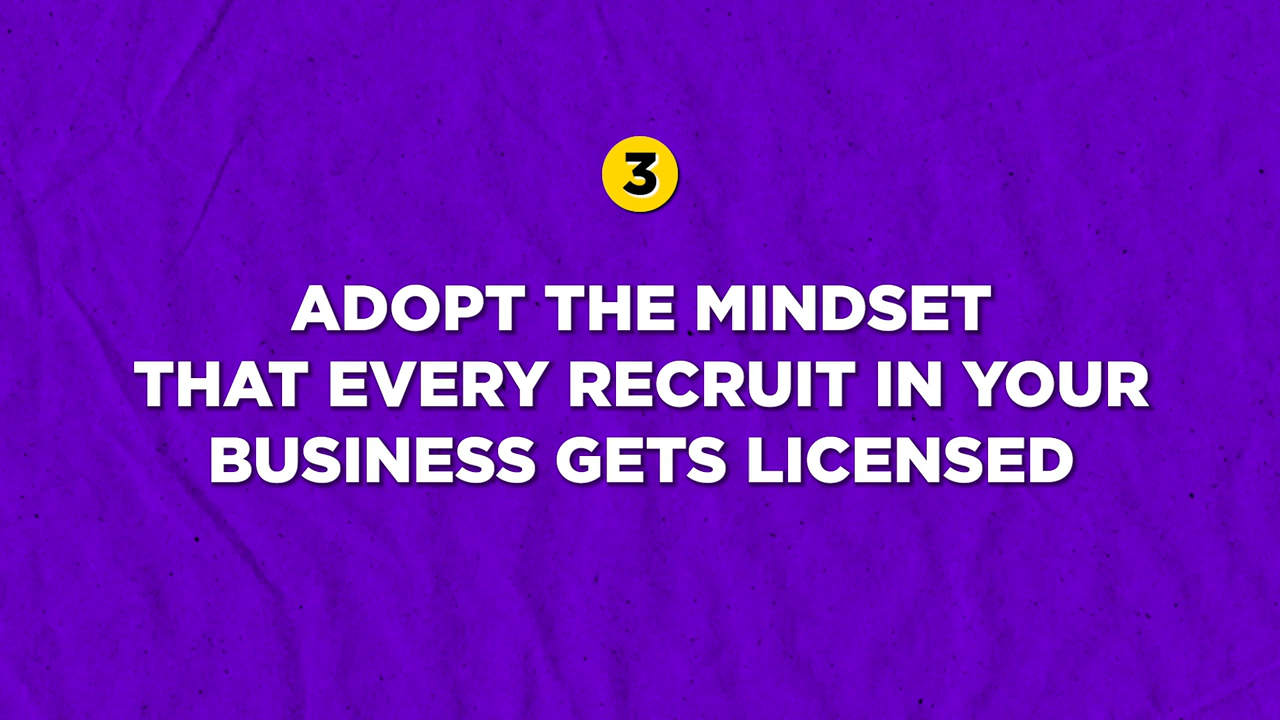 3
ADOPT THE MINDSET
THAT EVERY RECRUIT IN YOUR
BUSINESS GETS LICENSED